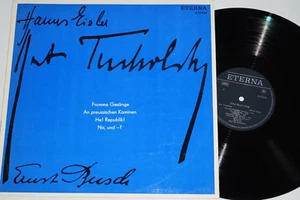 ETERNA
Hanns Eisler
Kurt Tucholsky
Fromme Gesänge
An preussischen Kaminen
He! Republik!
Na, und – ?
Ernst Busch
ETERNA